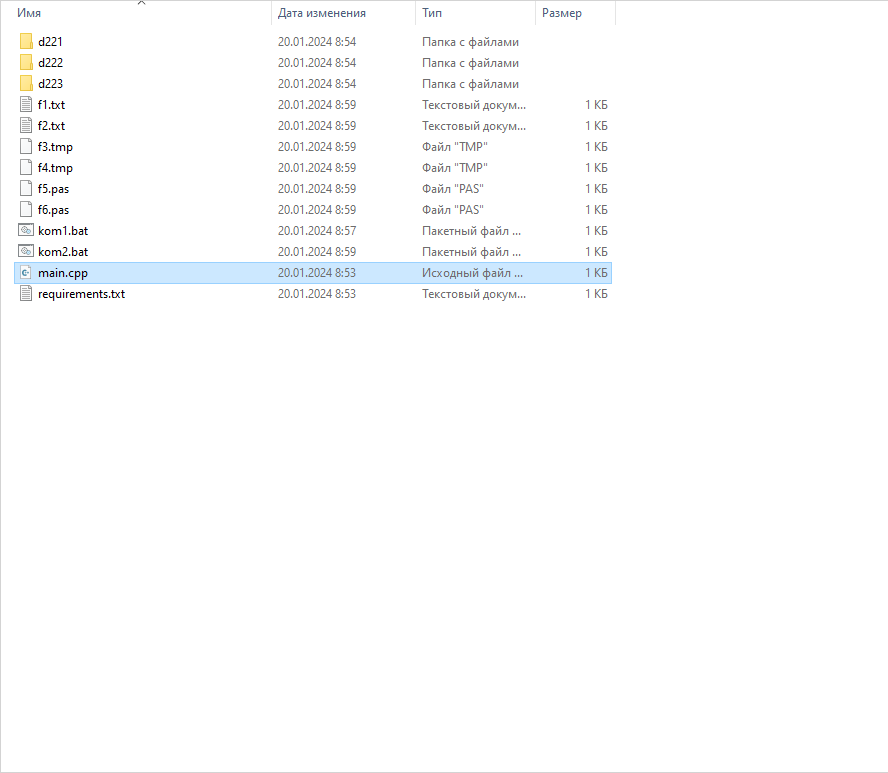 Имя Дата изменения Тип Размер
d221 20.01.2024 8:54 Папка с файлами
d222 20.01.2024 8:54 Папка с файлами
d223 20.01.2024 8:54 Папка с файлами
f1.txt 20.01.2024 8:59 Текстовый докум... 1 КБ
f2.txt 20.01.2024 8:59 Текстовый докум... 1 КБ
f3.tmp 20.01.2024 8:59 Файл "TMP" 1 КБ
f4.tmp 20.01.2024 8:59 Файл "TMP" 1 КБ
f5.pas 20.01.2024 8:59 Файл "PAS" 1 КБ
f6.pas 20.01.2024 8:59 Файл "PAS" 1 КБ
kom1.bat 20.01.2024 8:57 Пакетный файл ... 1 КБ
kom2.bat 20.01.2024 8:59 Пакетный файл ... 1 КБ
main.cpp 20.01.2024 8:53 Исходный файл ... 1 КБ
requirements.txt 20.01.2024 8:53 Текстовый докум... 1 КБ